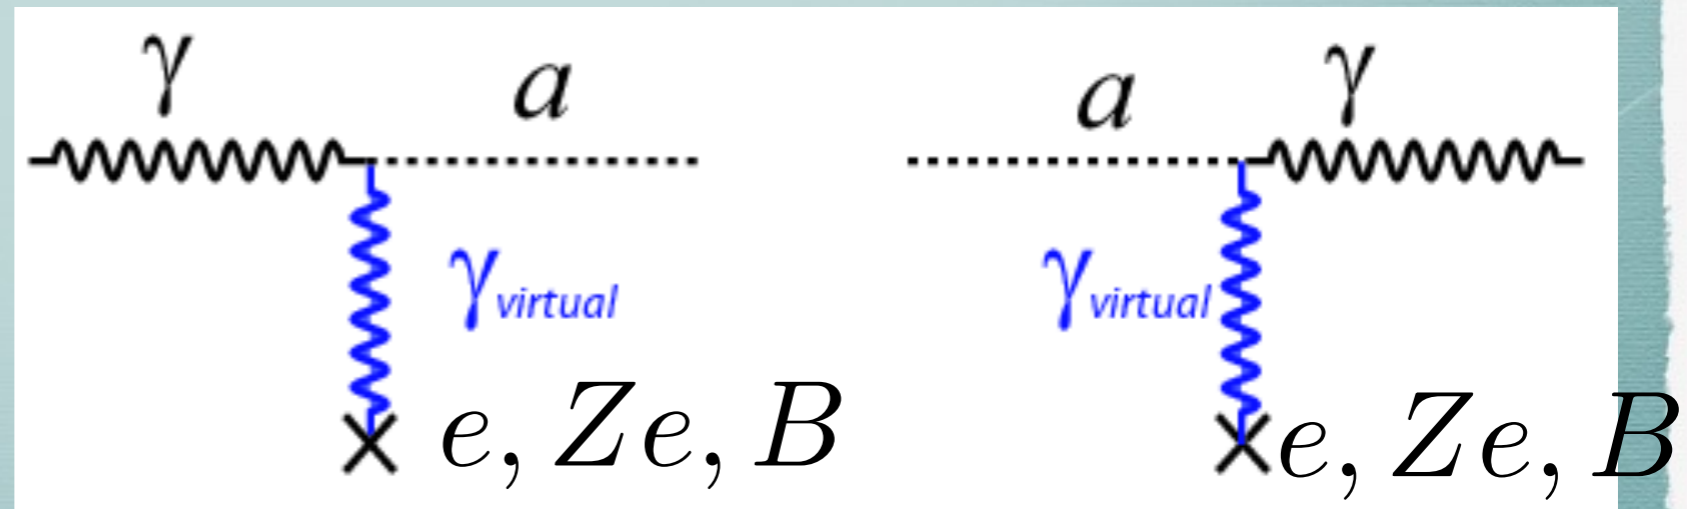 γ a a γ
γvirtual γvirtual
e, Ze, B e, Ze, B